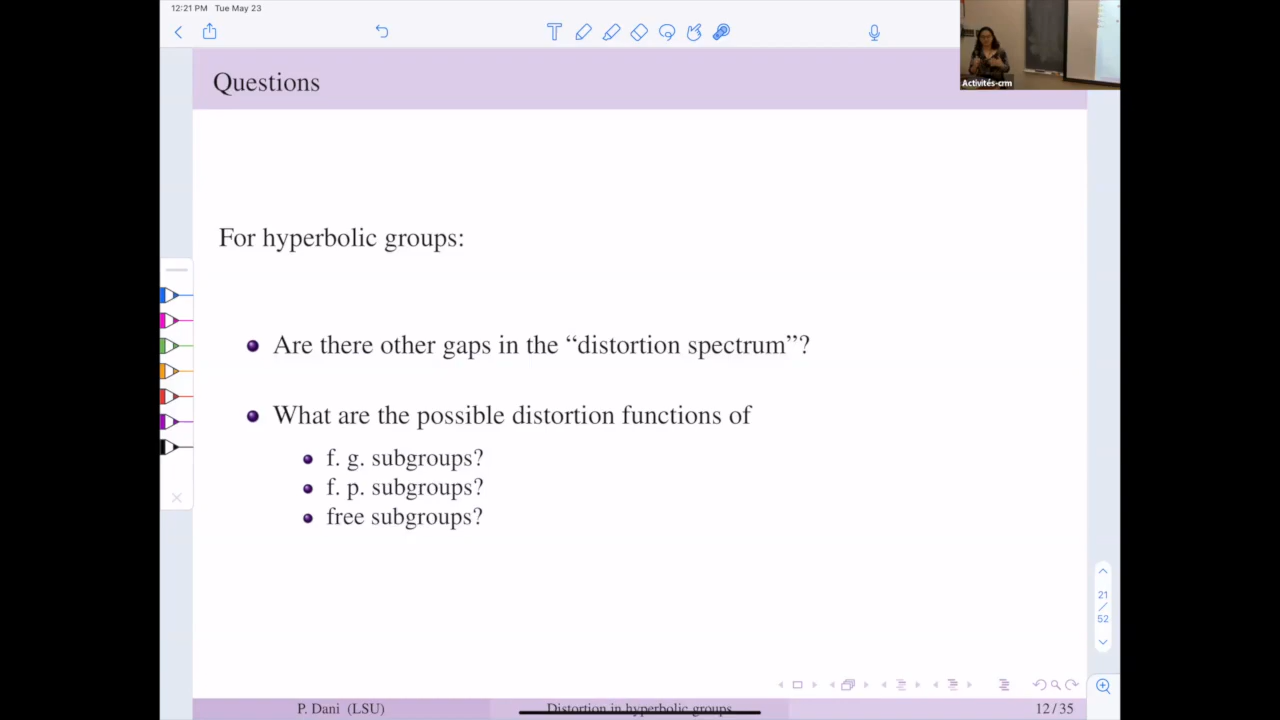 12:21 PM Tue May 23
Activités-crm
Questions
For hyperbolic groups:
Are there other gaps in the “distortion spectrum”?
What are the possible distortion functions of
f. g. subgroups?
f. p. subgroups?
free subgroups?
21
/
52
P. Dani (LSU)
Distortion in hyperbolic groups
12 / 35